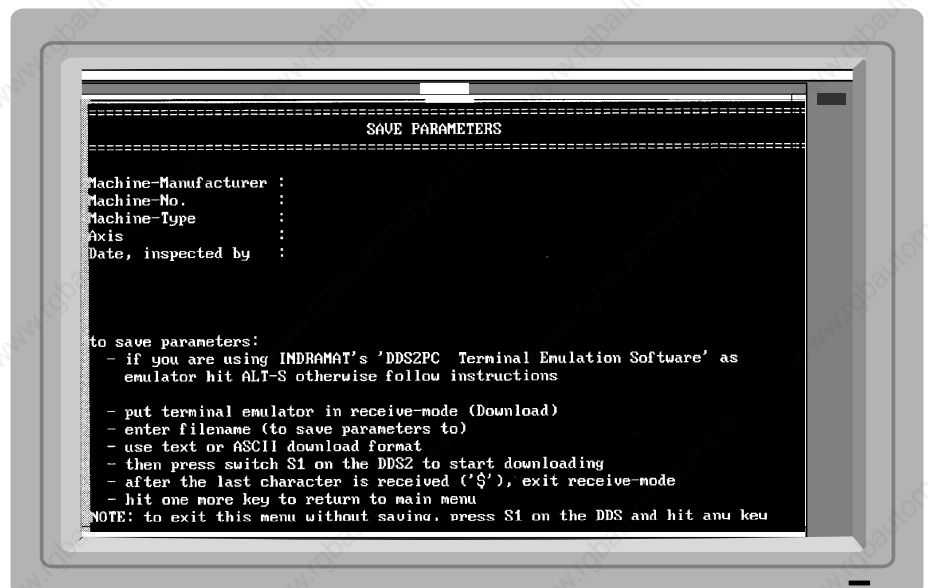 SAVE PARAMETERS
Machine-Manufacturer :
Machine-No. :
Machine-Type :
Axis :
Date, inspected by :
to save parameters:
- if you are using INDRAMAT's 'DDS2PC Terminal Emulation Software' as
emulator hit ALT-S otherwise follow instructions
- put terminal emulator in receive-mode (Download)
- enter filename (to save parameters to)
- use text or ASCII download format
- then press switch S1 on the DDS2 to start downloading
- after the last character is received ('$'), exit receive-mode
- hit one more key to return to main menu
NOTE: to exit this menu without saving, press S1 on the DDS and hit any key
www.rgbautomatyka.pl